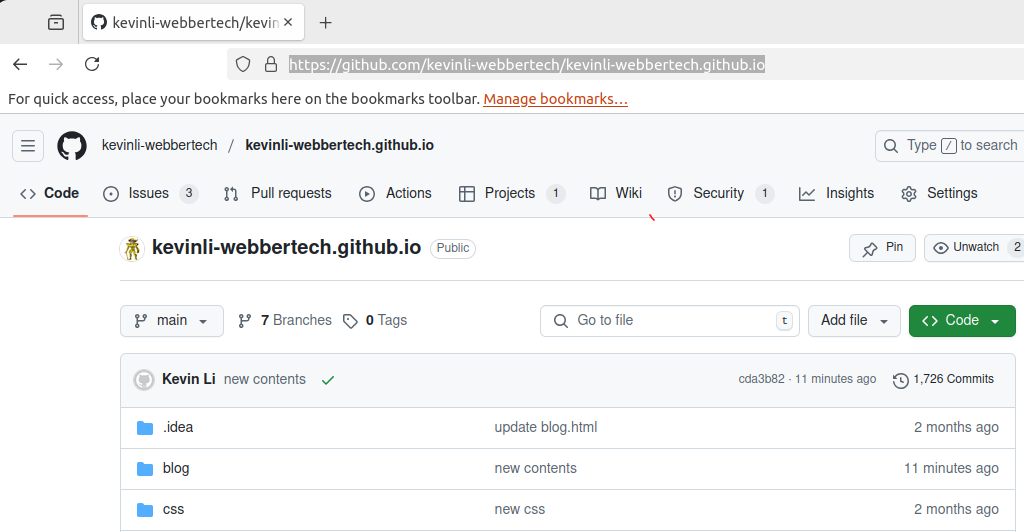 kevinli-webbertech/kevin
https://github.com/kevinli-webbertech/kevinli-webbertech.github.io
For quick access, place your bookmarks here on the bookmarks toolbar. Manage bookmarks…
kevinli-webbertech / kevinli-webbertech.github.io Type / to search
Code Issues 3 Pull requests Actions Projects 1 Wiki Security 1 Insights Settings
kevinli-webbertech.github.io Public Pin Unwatch 2
main 7 Branches 0 Tags Go to file t Add file Code
Kevin Li new contents cda3b82 · 11 minutes ago 1,726 Commits
.idea update blog.html 2 months ago
blog new contents 11 minutes ago
css new css 2 months ago